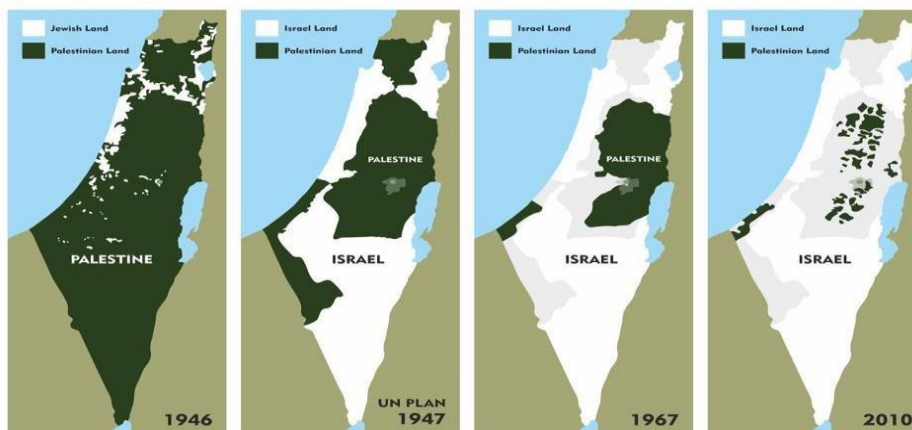 Jewish Land
Palestinian Land
PALESTINE
1946
Israel Land
Palestinian Land
PALESTINE
ISRAEL
UN PLAN
1947
Israel Land
Palestinian Land
PALESTINE
ISRAEL
1967
Israel Land
Palestinian Land
ISRAEL
2010